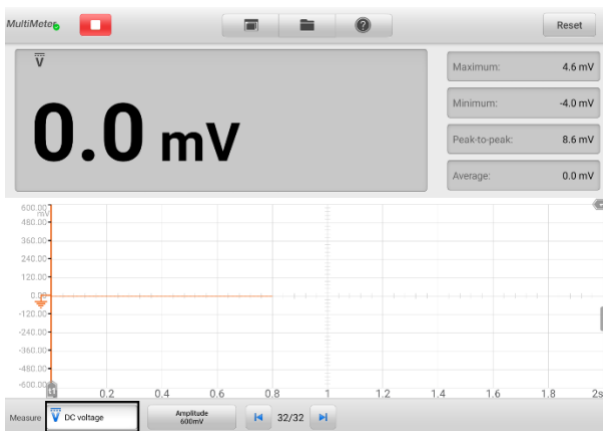 MultiMeter
Reset
V
0.0 mV
Maximum: 4.6 mV
Minimum: -4.0 mV
Peak-to-peak: 8.6 mV
Average: 0.0 mV
600.00
mV
480.00
360.00
240.00
120.00
0.00
-120.00
-240.00
-360.00
-480.00
-600.00
0.2 0.4 0.6 0.8 1 1.2 1.4 1.6 1.8 2s
Measure V DC voltage Amplitude
600mV
32/32